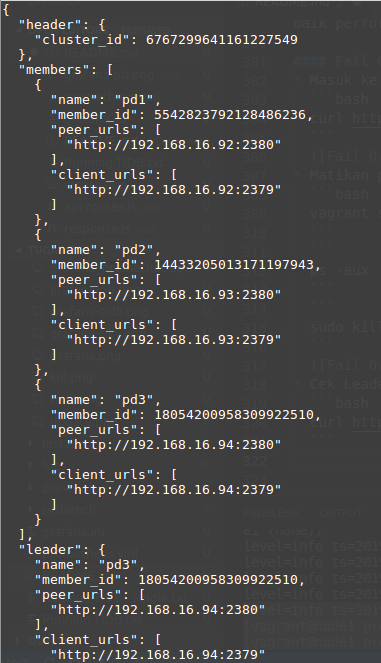 {
"header": {
"cluster_id": 6767299641161227549
},
"members": [
{
"name": "pd1",
"member_id": 5542823792128486236,
"peer_urls": [
"http://192.168.16.92:2380"
],
"client_urls": [
"http://192.168.16.92:2379"
]
},
{
"name": "pd2",
"member_id": 14433205013171197943,
"peer_urls": [
"http://192.168.16.93:2380"
],
"client_urls": [
"http://192.168.16.93:2379"
]
},
{
"name": "pd3",
"member_id": 18054200958309922510,
"peer_urls": [
"http://192.168.16.94:2380"
],
"client_urls": [
"http://192.168.16.94:2379"
]
}
],
"leader": {
"name": "pd3",
"member_id": 18054200958309922510,
"peer_urls": [
"http://192.168.16.94:2380"
],
"client_urls": [
"http://192.168.16.94:2379"